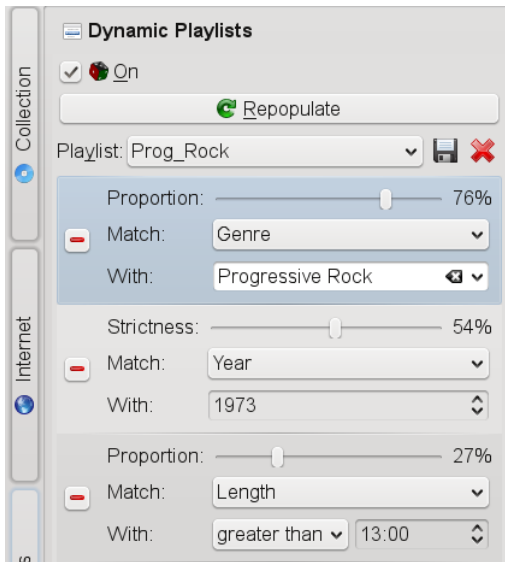 Dynamic Playlists
On
Repopulate
Playlist: Prog_Rock
Proportion: 76%
Match: Genre
With: Progressive Rock
Strictness: 54%
Match: Year
With: 1973
Proportion: 27%
Match: Length
With: greater than 13:00
Collection
Internet